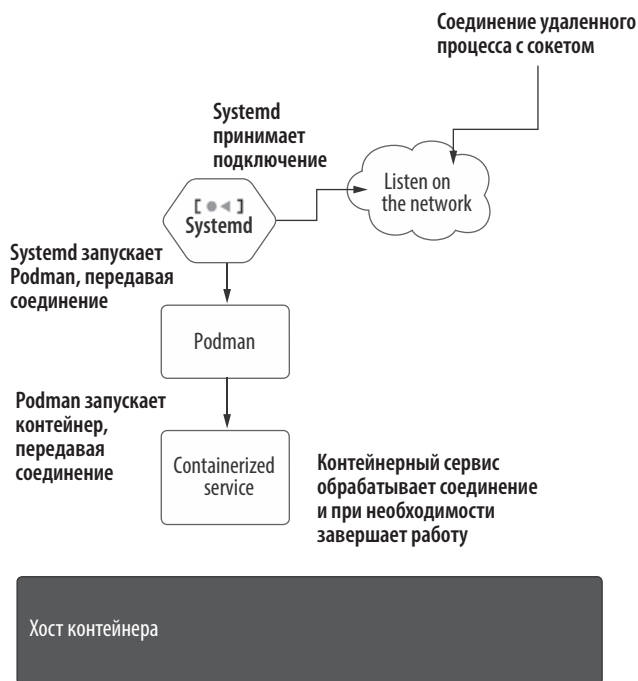 Соединение удаленного
процесса с сокетом
Systemd
принимает
подключение
Listen on
the network
[ ● ◂ ]
Systemd
Systemd запускает
Podman, передавая
соединение
Podman
Podman запускает
контейнер,
передавая
соединение
Containerized
service
Контейнерный сервис
обрабатывает соединение
и при необходимости
завершает работу
Хост контейнера